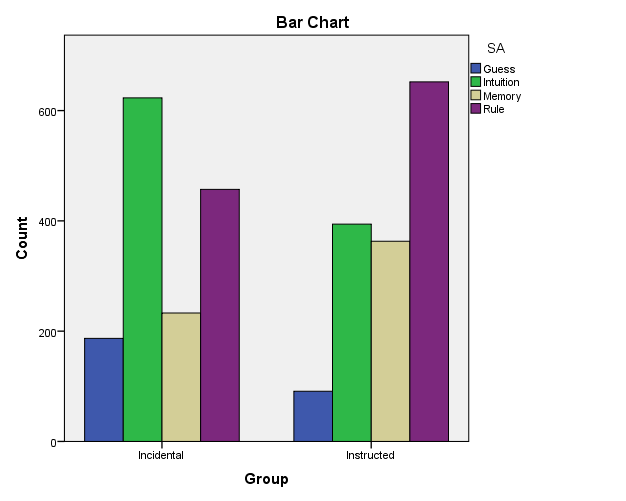 Bar Chart
SA
Guess
Intuition
Memory
Rule
600
400
200
0
Count
Incidental
Instructed
Group